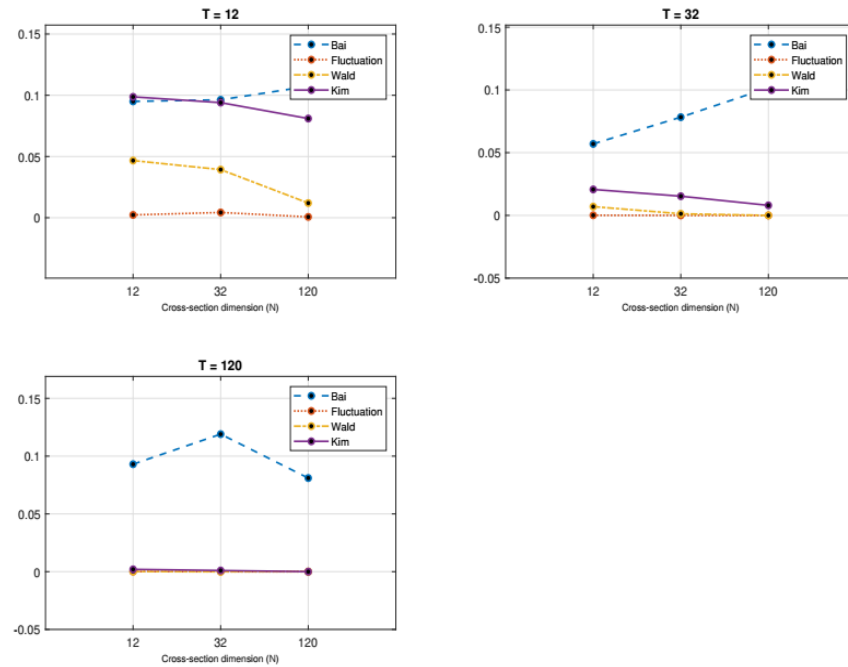 T = 12
0.15
0.1
0.05
0
12
32
120
Cross-section dimension (N)
Bai
Fluctuation
Wald
Kim
T = 32
0.15
0.1
0.05
0
-0.05
12
32
120
Cross-section dimension (N)
Bai
Fluctuation
Wald
Kim
T = 120
0.15
0.1
0.05
0
-0.05
12
32
120
Cross-section dimension (N)
Bai
Fluctuation
Wald
Kim